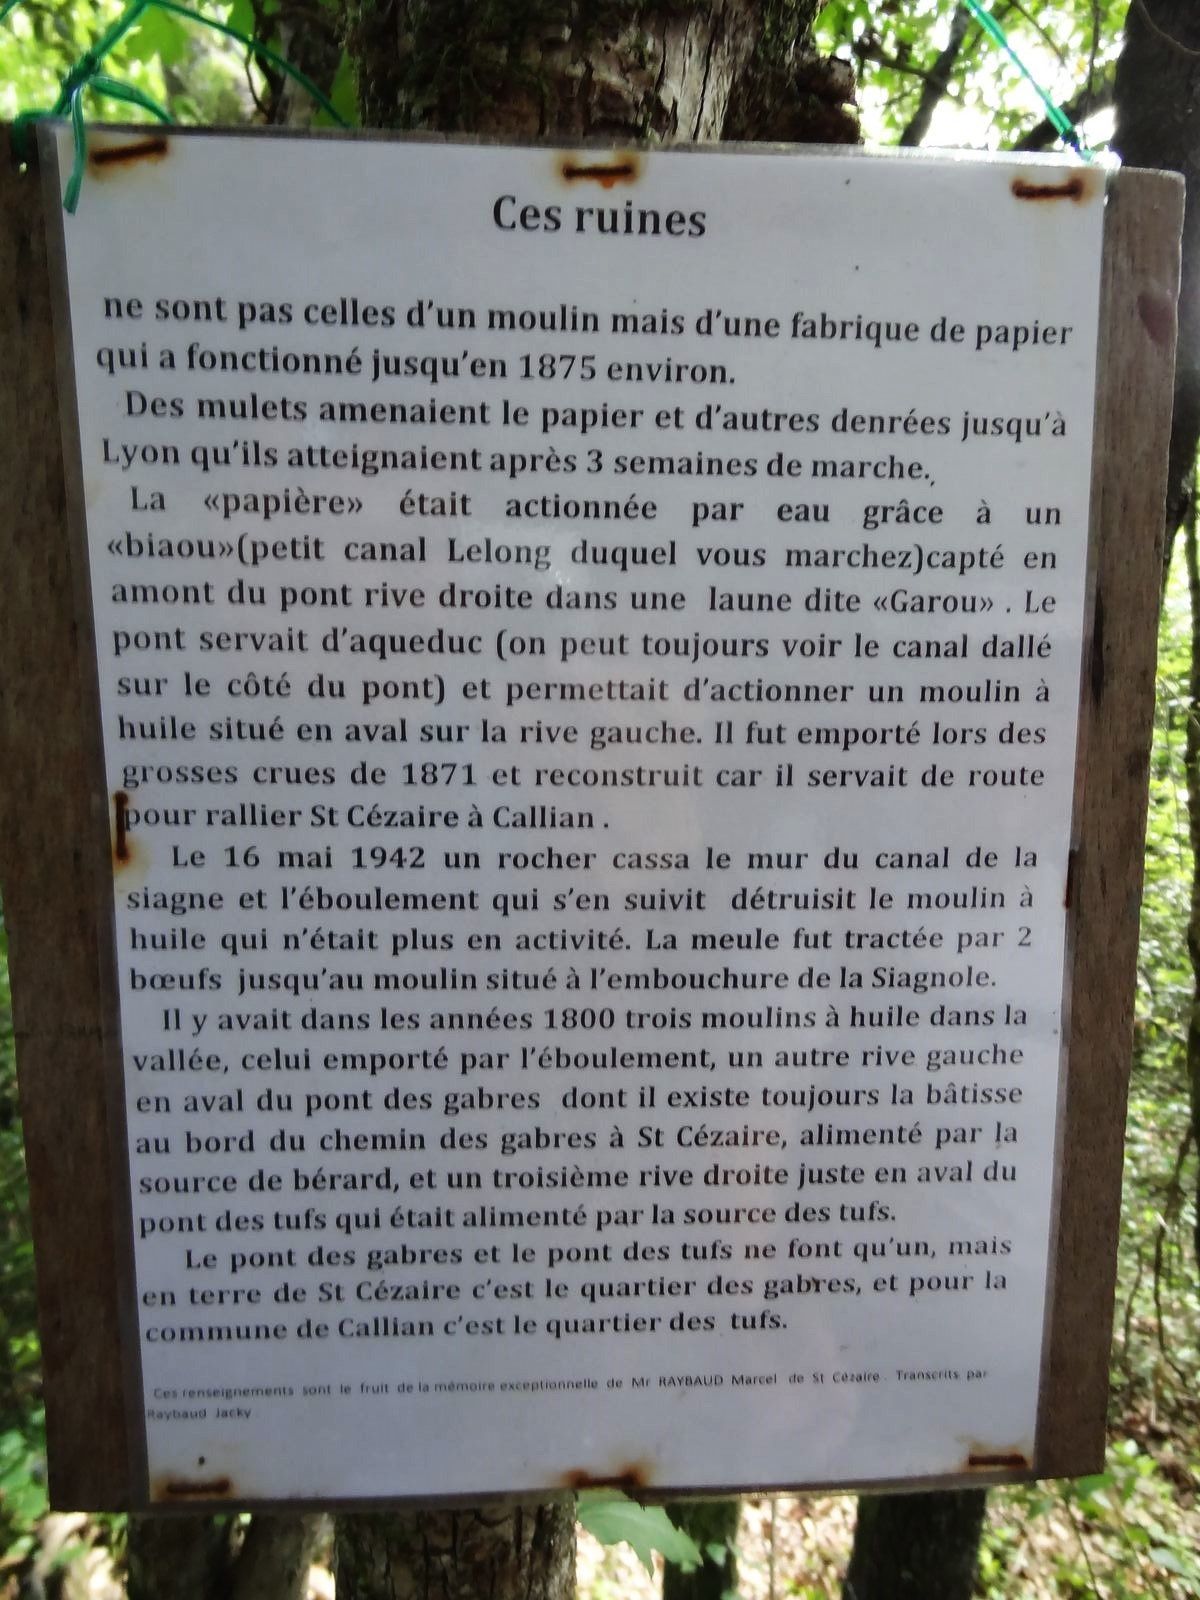 Ces ruines
ne sont pas celles d'un moulin mais d'une fabrique de papier
qui a fonctionné jusqu'en 1875 environ.
Des mulets amenaient le papier et d'autres denrées jusqu'à
Lyon qu'ils atteignaient après 3 semaines de marche.,
La «papière» était actionnée par eau grâce à un
«biaou»(petit canal Lelong duquel vous marchez)capté en
amont du pont rive droite dans une laune dite «Garou» . Le
pont servait d'aqueduc (on peut toujours voir le canal dallé
sur le côté du pont) et permettait d'actionner un moulin à
huile situé en aval sur la rive gauche. Il fut emporté lors des
grosses crues de 1871 et reconstruit car il servait de route
pour rallier St Cézaire à Callian .
Le 16 mai 1942 un rocher cassa le mur du canal de la
siagne et l'éboulement qui s'en suivit détruisit le moulin à
huile qui n'était plus en activité. La meule fut tractée par 2
bœufs jusqu'au moulin situé à l'embouchure de la Siagnole.
Il y avait dans les années 1800 trois moulins à huile dans la
vallée, celui emporté par l'éboulement, un autre rive gauche
en aval du pont des gabres dont il existe toujours la bâtisse
au bord du chemin des gabres à St Cézaire, alimenté par la
source de bérard, et un troisième rive droite juste en aval du
pont des tufs qui était alimenté par la source des tufs.
Le pont des gabres et le pont des tufs ne font qu'un, mais
en terre de St Cézaire c'est le quartier des gabres, et pour la
commune de Callian c'est le quartier des tufs.
Ces renseignements sont le fruit de la mémoire exceptionnelle de Mr RAYBAUD Marcel de St Cézaire . Transcrits par
Raybaud Jacky